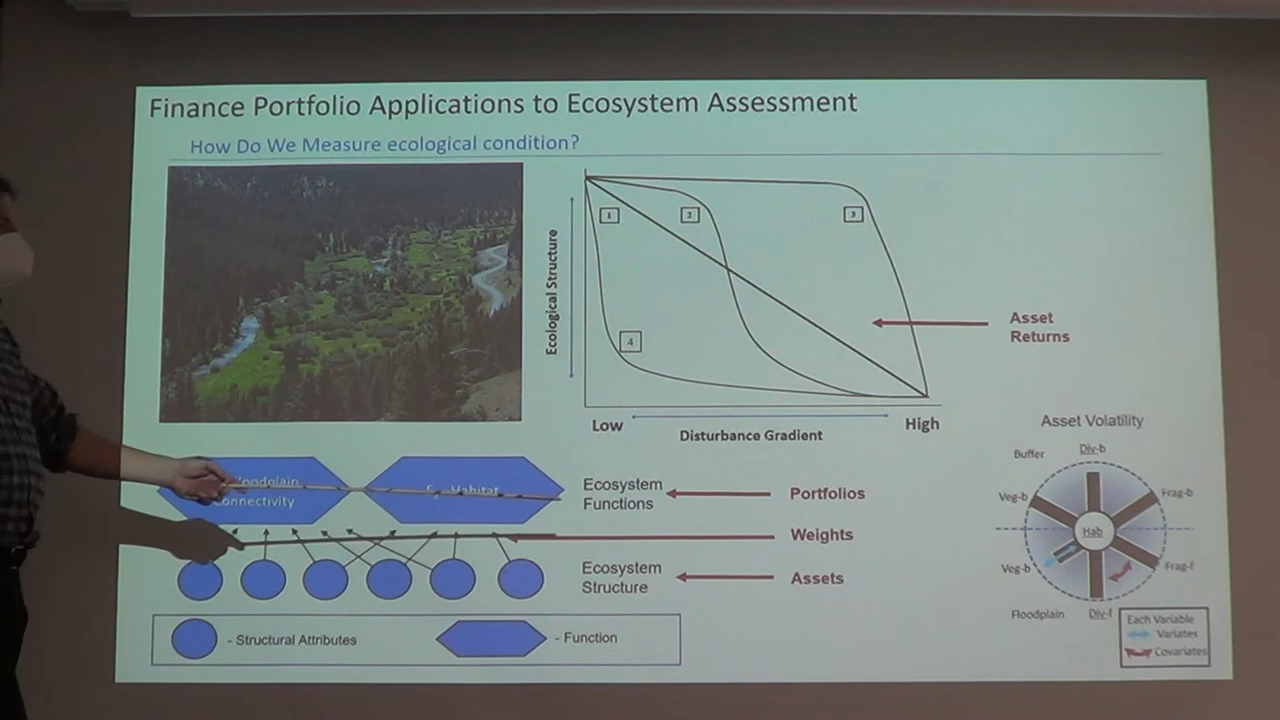 Finance Portfolio Applications to Ecosystem Assessment
How Do We Measure ecological condition?
Ecological Structure
1
2
3
4
Asset
Returns
Low
High
Disturbance Gradient
Asset Volatility
Buffer
Div-b
Veg-b
Frag-b
Hab
Veg-b
Frag-f
Floodplain
Div-f
Each Variable
Variates
Covariates
Habitat
Ecosystem
Functions
Portfolios
Weights
Ecosystem
Structure
Assets
- Structural Attributes
- Function